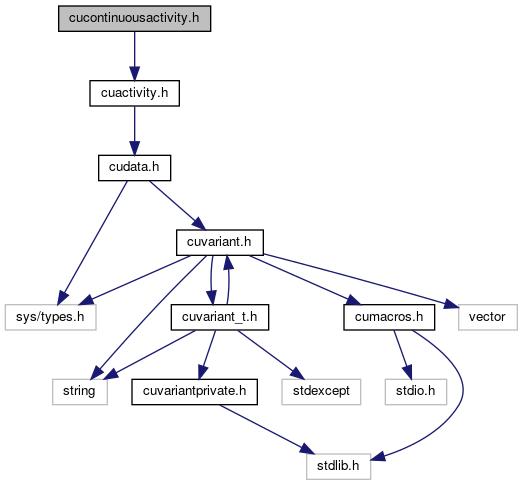 cucontinuousactivity.h
cuactivity.h
cudata.h
cuvariant.h
sys/types.h
cuvariant_t.h
cumacros.h
vector
string
cuvariantprivate.h
stdexcept
stdio.h
stdlib.h